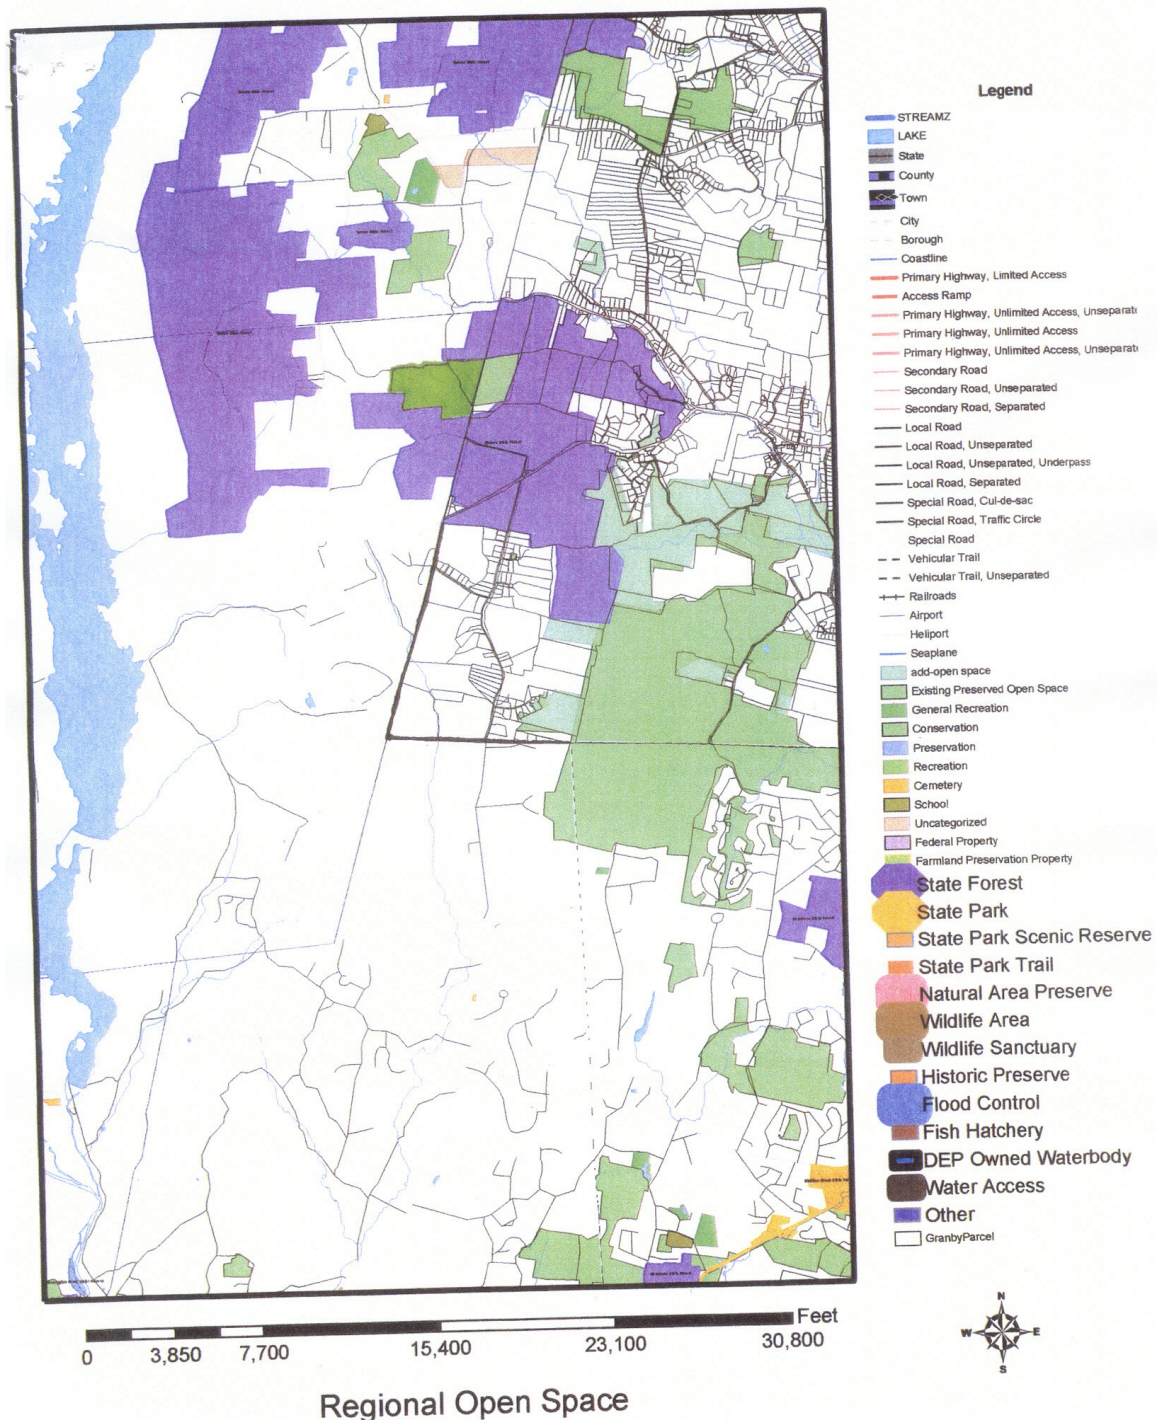 Legend
STREAMZ
LAKE
State
County
Town
City
Borough
Coastline
Primary Highway, Limited Access
Access Ramp
Primary Highway, Unlimited Access, Unseparat
Primary Highway, Unlimited Access
Primary Highway, Unlimited Access, Unseparat
Secondary Road
Secondary Road, Unseparated
Secondary Road, Separated
Local Road
Local Road, Unseparated
Local Road, Unseparated, Underpass
Local Road, Separated
Special Road, Cul-de-sac
Special Road, Traffic Circle
Special Road
Vehicular Trail
Vehicular Trail, Unseparated
Railroads
Airport
Heliport
Seaplane
add-open space
Existing Preserved Open Space
General Recreation
Conservation
Preservation
Recreation
Cemetery
School
Uncategorized
Federal Property
Farmland Preservation Property
State Forest
State Park
State Park Scenic Reserve
State Park Trail
Natural Area Preserve
Wildlife Area
Wildlife Sanctuary
Historic Preserve
Flood Control
Fish Hatchery
DEP Owned Waterbody
Water Access
Other
GranbyParcel
N
W E
S
Feet
0 3,850 7,700 15,400 23,100 30,800
Regional Open Space